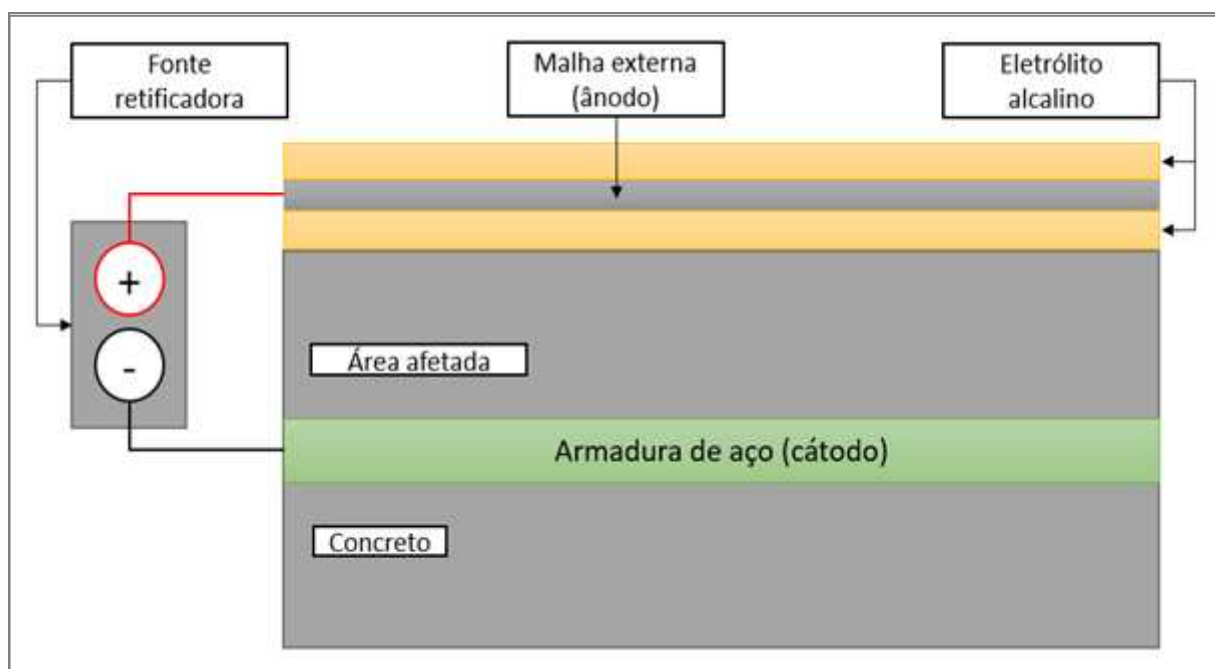 Fonte
retificadora
Malha externa
(ânodo)
Eletrólito
alcalino
+
-
Área afetada
Armadura de aço (cátodo)
Concreto